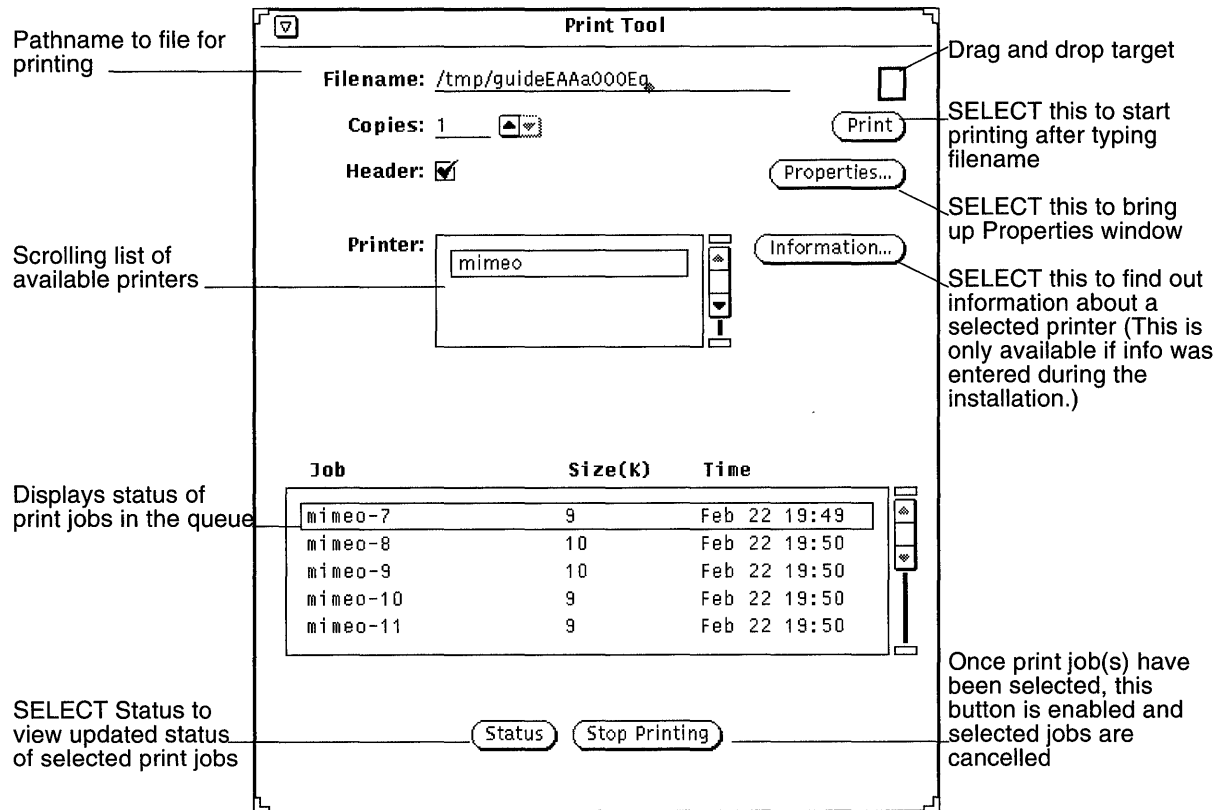 Print Tool
Pathname to file for
printing
Filename: /tmp/guideEAAa000Eq
Drag and drop target
Copies: 1
Print
SELECT this to start
printing after typing
filename
Header:
Properties...
SELECT this to bring
up Properties window
Scrolling list of
available printers
Printer:
mimeo
Information...
SELECT this to find out
information about a
selected printer (This is
only available if info was
entered during the
installation.)
Job Size(K) Time
Displays status of
print jobs in the queue
mimeo-7 9 Feb 22 19:49
mimeo-8 10 Feb 22 19:50
mimeo-9 10 Feb 22 19:50
mimeo-10 9 Feb 22 19:50
mimeo-11 9 Feb 22 19:50
SELECT Status to
view updated status
of selected print jobs
Status Stop Printing
Once print job(s) have
been selected, this
button is enabled and
selected jobs are
cancelled